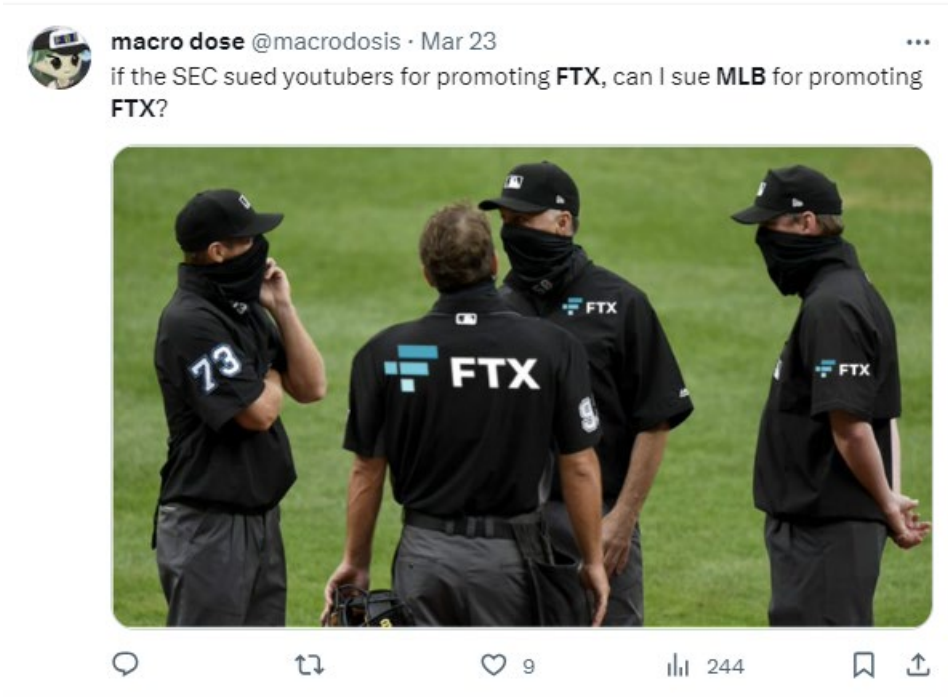 macro dose @macrodosis · Mar 23
if the SEC sued youtubers for promoting FTX, can I sue MLB for promoting
FTX?
73
FTX
9
FTX
FTX
9
244